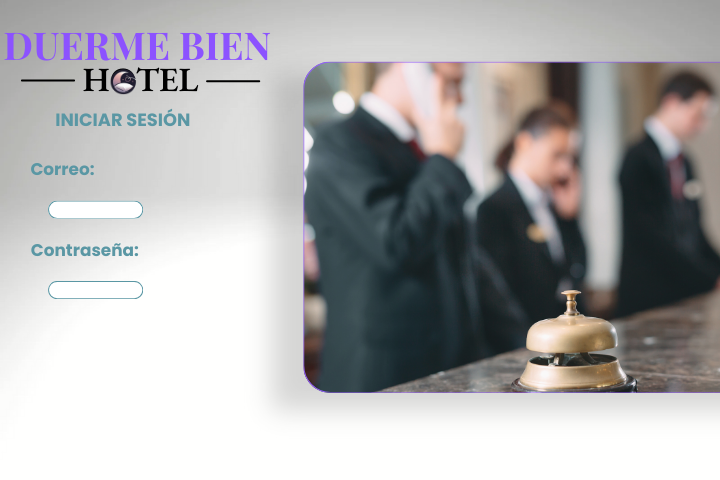 DUERME BIEN
HOTEL
INICIAR SESIÓN
Correo:
Contraseña: